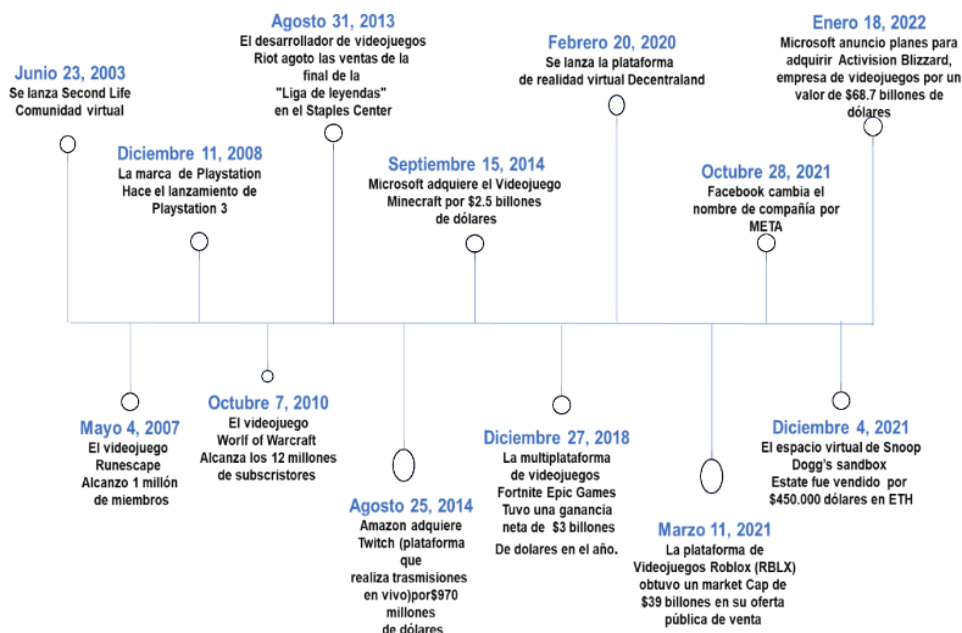 Junio 23, 2003
Se lanza Second Life
Comunidad virtual
Mayo 4, 2007
El videojuego
Runescape
Alcanzo 1 millón
de miembros
Diciembre 11, 2008
La marca de Playstation
Hace el lanzamiento de
Playstation 3
Octubre 7, 2010
El videojuego
Worlf of Warcraft
Alcanza los 12 millones
de subscristores
Agosto 31, 2013
El desarrollador de videojuegos
Riot agoto las ventas de la
final de la
"Liga de leyendas"
en el Staples Center
Agosto 25, 2014
Amazon adquiere
Twitch (plataforma
que
realiza trasmisiones
en vivo)por$970
millones
de dólares
Septiembre 15, 2014
Microsoft adquiere el Videojuego
Minecraft por $2.5 billones
de dólares
Diciembre 27, 2018
La multiplataforma
de videojuegos
Fortnite Epic Games
Tuvo una ganancia
neta de $3 billones
De dolares en el año.
Febrero 20, 2020
Se lanza la plataforma
de realidad virtual Decentraland
Marzo 11, 2021
La plataforma de
Videojuegos Roblox (RBLX)
obtuvo un market Cap de
$39 billones en su oferta
pública de venta
Octubre 28, 2021
Facebook cambia el
nombre de compañía por
META
Diciembre 4, 2021
El espacio virtual de Snoop
Dogg's sandbox
Estate fue vendido por
$450.000 dólares en ETH
Enero 18, 2022
Microsoft anuncio planes para
adquirir Activision Blizzard,
empresa de videojuegos por un
valor de $68.7 billones de
dólares